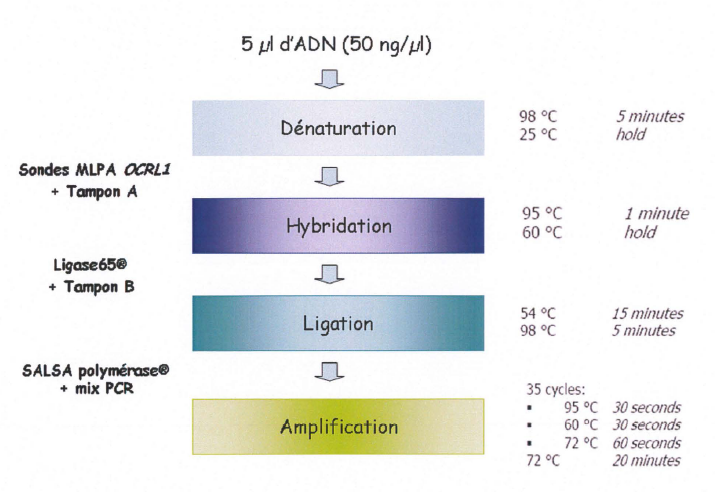 5 µl d'ADN (50 ng/µl)
Dénaturation
98 °C 5 minutes
25 °C hold
Sondes MLPA OCRL1
+ Tampon A
Hybridation
95 °C 1 minute
60 °C hold
Ligase65®
+ Tampon B
Ligation
54 °C 15 minutes
98 °C 5 minutes
SALSA polymérase®
+ mix PCR
Amplification
35 cycles:
▪ 95 °C 30 seconds
▪ 60 °C 30 seconds
▪ 72 °C 60 seconds
72 °C 20 minutes